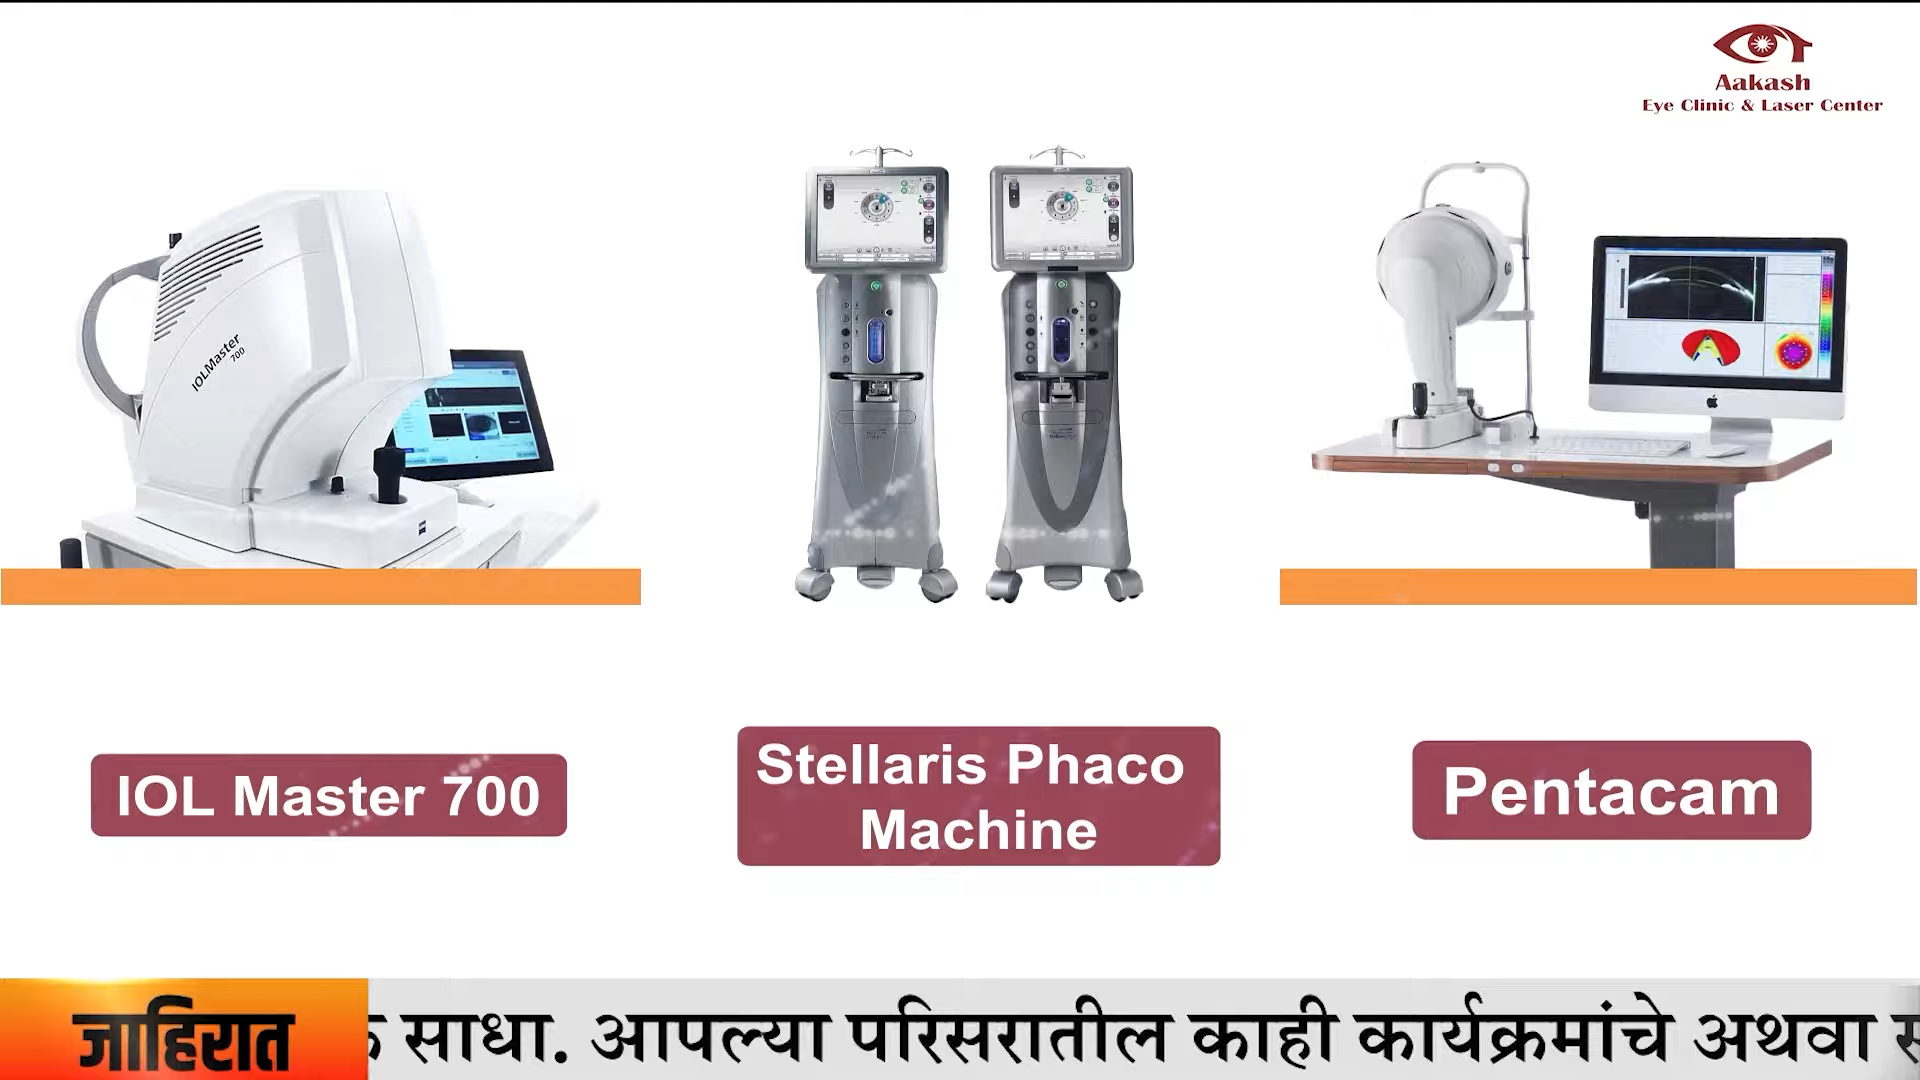 Aakash
Eye Clinic & Laser Center
IOLMaster
700
IOL Master 700
Stellaris Phaco
Machine
Pentacam
जाहिरात
साधा. आपल्या परिसरातील काही कार्यक्रमांचे अथवा